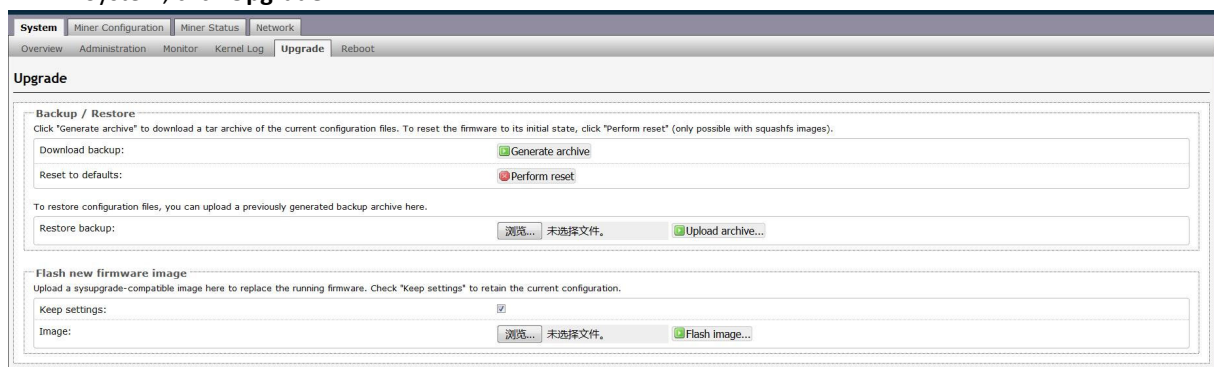 System Miner Configuration Miner Status Network
Overview Administration Monitor Kernel Log Upgrade Reboot
Upgrade
Backup / Restore
Click "Generate archive" to download a tar archive of the current configuration files. To reset the firmware to its initial state, click "Perform reset" (only possible with squashfs images).
Download backup: Generate archive
Reset to defaults: Perform reset
To restore configuration files, you can upload a previously generated backup archive here.
Restore backup: 浏览... 未选择文件。 Upload archive...
Flash new firmware image
Upload a sysupgrade-compatible image here to replace the running firmware. Check "Keep settings" to retain the current configuration.
Keep settings:
Image: 浏览... 未选择文件。 Flash image...